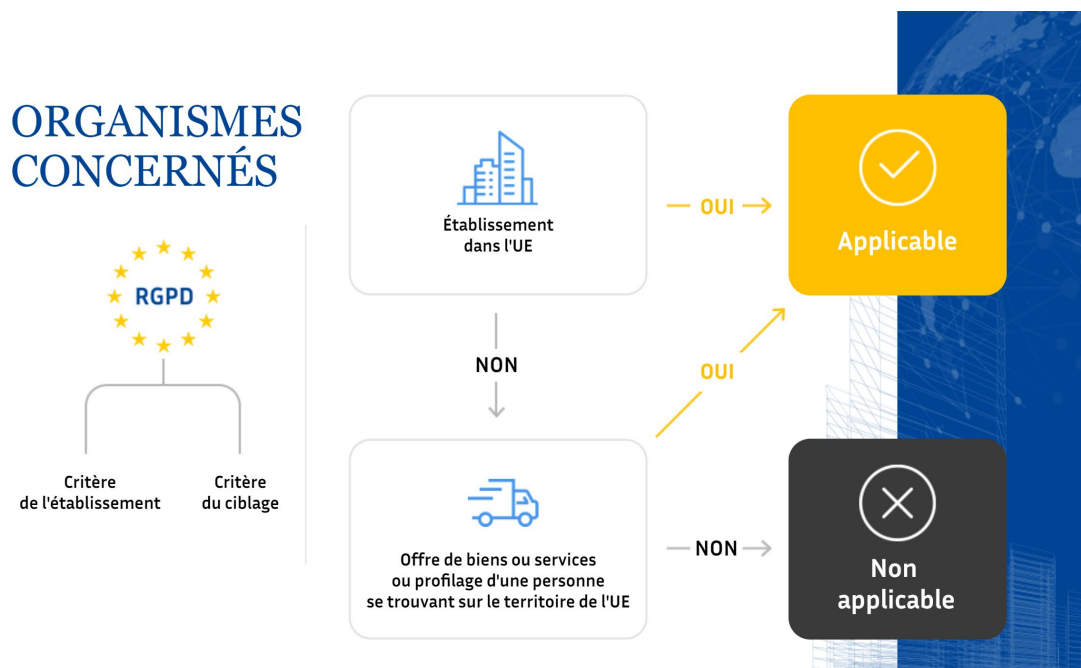 ORGANISMES
CONCERNÉS
RGPD
Critère
de l'établissement
Critère
du ciblage
Établissement
dans l'UE
OUI
Applicable
NON
OUI
Offre de biens ou services
ou profilage d'une personne
se trouvant sur le territoire de l'UE
NON
Non
applicable